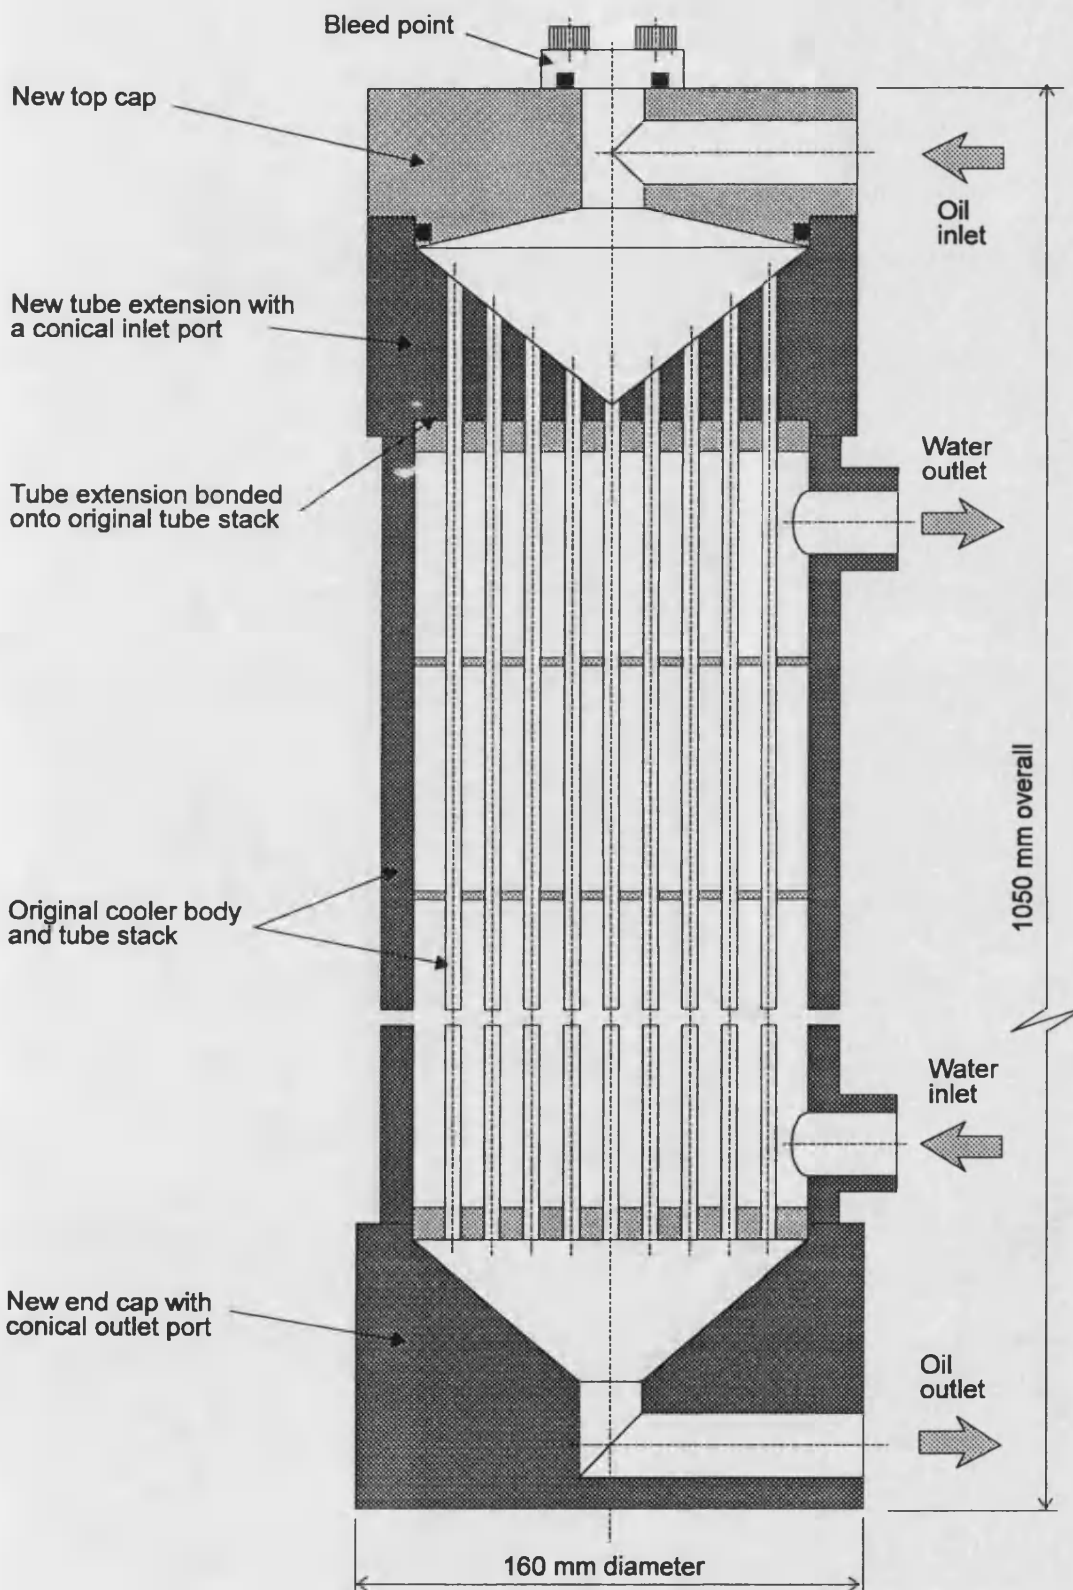 Bleed point
New top cap
Oil
inlet
New tube extension with
a conical inlet port
Water
outlet
Tube extension bonded
onto original tube stack
1050 mm overall
Original cooler body
and tube stack
Water
inlet
New end cap with
conical outlet port
Oil
outlet
160 mm diameter